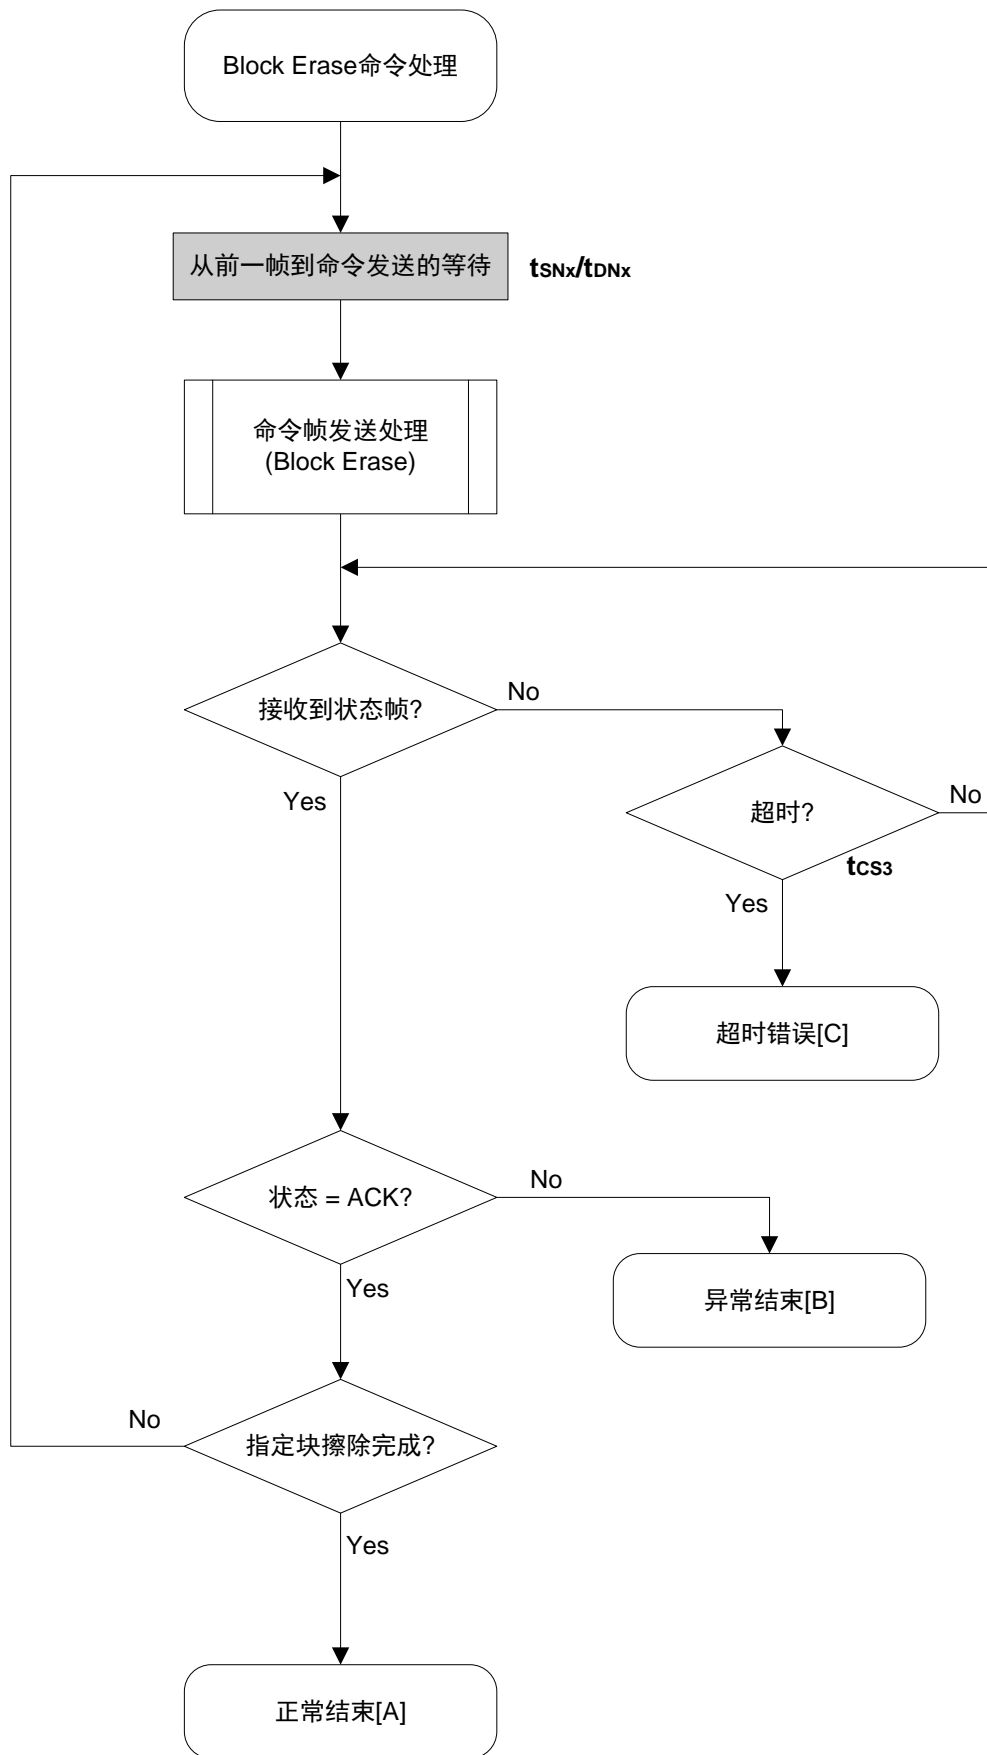 Block Erase命令处理
从前一帧到命令发送的等待
tSNx/tDNx
命令帧发送处理
(Block Erase)
接收到状态帧?
No
Yes
超时?
No
tCS3
Yes
超时错误[C]
状态 = ACK?
No
Yes
异常结束[B]
指定块擦除完成?
No
Yes
正常结束[A]